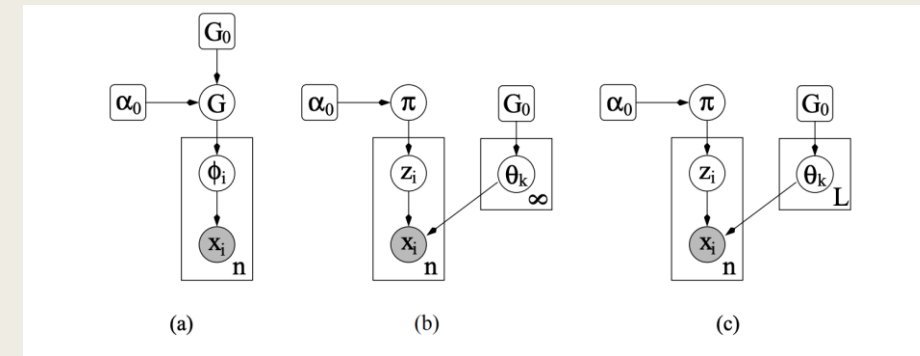 G₀
α₀ G α₀ π G₀ α₀ π G₀
ϕᵢ zᵢ θₖ zᵢ θₖ
∞ L
xᵢ xᵢ xᵢ
n n n
(a) (b) (c)